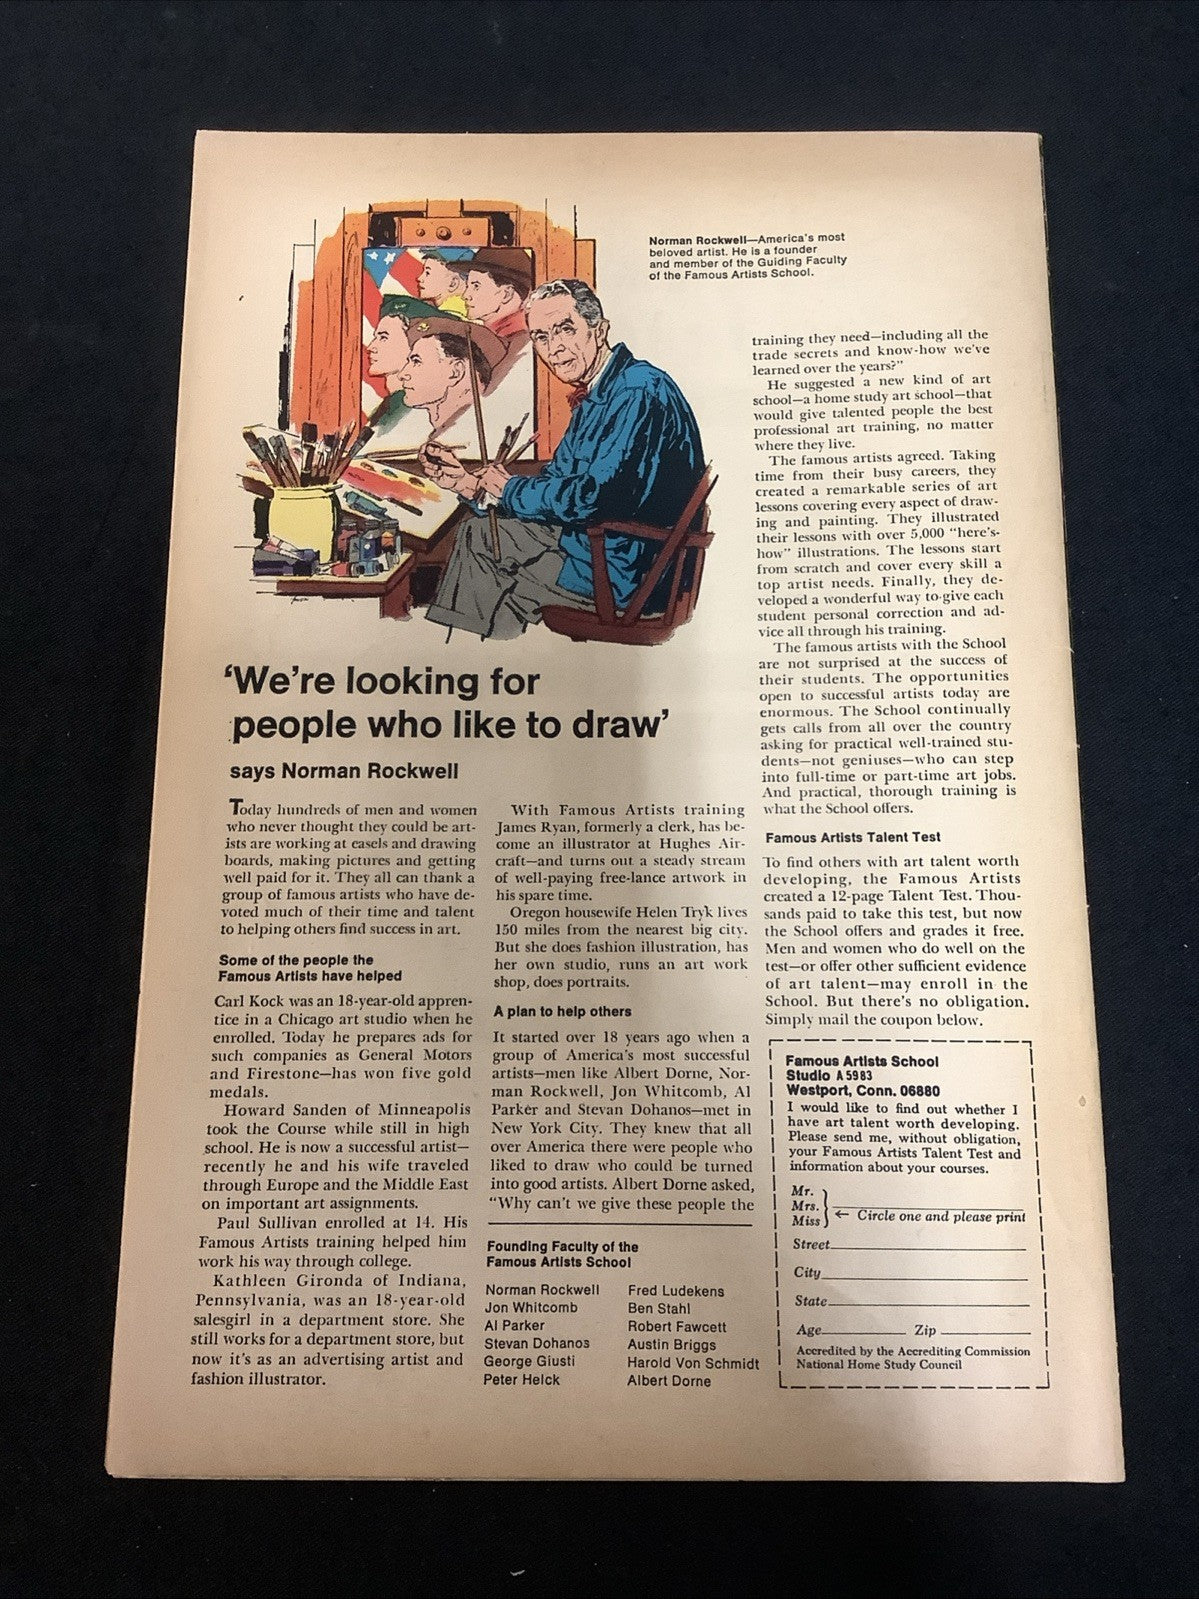 Norman Rockwell—America's most
beloved artist. He is a founder
and member of the Guiding Faculty
of the Famous Artists School.
'We're looking for
people who like to draw'
says Norman Rockwell
Today hundreds of men and women
who never thought they could be art-
ists are working at easels and drawing
boards, making pictures and getting
well paid for it. They all can thank a
group of famous artists who have de-
voted much of their time and talent
to helping others find success in art.
Some of the people the
Famous Artists have helped
Carl Kock was an 18-year-old appren-
tice in a Chicago art studio when he
enrolled. Today he prepares ads for
such companies as General Motors
and Firestone—has won five gold
medals.
Howard Sanden of Minneapolis
took the Course while still in high
school. He is now a successful artist—
recently he and his wife traveled
through Europe and the Middle East
on important art assignments.
Paul Sullivan enrolled at 14. His
Famous Artists training helped him
work his way through college.
Kathleen Gironda of Indiana,
Pennsylvania, was an 18-year-old
salesgirl in a department store. She
still works for a department store, but
now it's as an advertising artist and
fashion illustrator.
With Famous Artists training
James Ryan, formerly a clerk, has be-
come an illustrator at Hughes Air-
craft—and turns out a steady stream
of well-paying free-lance artwork in
his spare time.
Oregon housewife Helen Tryk lives
150 miles from the nearest big city.
But she does fashion illustration, has
her own studio, runs an art work
shop, does portraits.
A plan to help others
It started over 18 years ago when a
group of America's most successful
artists—men like Albert Dorne, Nor-
man Rockwell, Jon Whitcomb, Al
Parker and Stevan Dohanos—met in
New York City. They knew that all
over America there were people who
liked to draw who could be turned
into good artists. Albert Dorne asked,
"Why can't we give these people the
Founding Faculty of the
Famous Artists School
Norman Rockwell
Jon Whitcomb
Al Parker
Stevan Dohanos
George Giusti
Peter Helck
Fred Ludekens
Ben Stahl
Robert Fawcett
Austin Briggs
Harold Von Schmidt
Albert Dorne
training they need—including all the
trade secrets and know-how we've
learned over the years?"
He suggested a new kind of art
school—a home study art school—that
would give talented people the best
professional art training, no matter
where they live.
The famous artists agreed. Taking
time from their busy careers, they
created a remarkable series of art
lessons covering every aspect of draw-
ing and painting. They illustrated
their lessons with over 5,000 "here's-
how" illustrations. The lessons start
from scratch and cover every skill a
top artist needs. Finally, they de-
veloped a wonderful way to give each
student personal correction and ad-
vice all through his training.
The famous artists with the School
are not surprised at the success of
their students. The opportunities
open to successful artists today are
enormous. The School continually
gets calls from all over the country
asking for practical well-trained stu-
dents—not geniuses—who can step
into full-time or part-time art jobs.
And practical, thorough training is
what the School offers.
Famous Artists Talent Test
To find others with art talent worth
developing, the Famous Artists
created a 12-page Talent Test. Thou-
sands paid to take this test, but now
the School offers and grades it free.
Men and women who do well on the
test—or offer other sufficient evidence
of art talent—may enroll in the
School. But there's no obligation.
Simply mail the coupon below.
Famous Artists School
Studio A5983
Westport, Conn. 06880
I would like to find out whether I
have art talent worth developing.
Please send me, without obligation,
your Famous Artists Talent Test and
information about your courses.
Mr.
Mrs.
Miss ← Circle one and please print
Street
City
State
Age Zip
Accredited by the Accrediting Commission
National Home Study Council